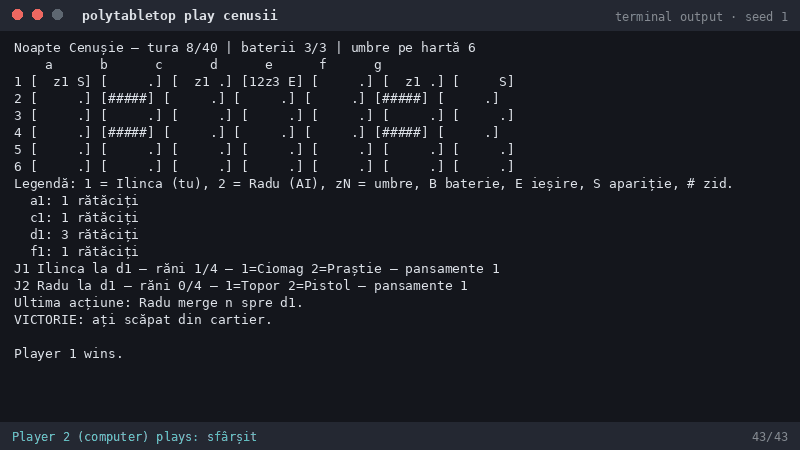 polytabletop play cenusii
terminal output · seed 1
Noapte Cenușie — tura 8/40 | baterii 3/3 | umbre pe hartă 6
    a      b      c      d      e      f      g
1 [  z1 S] [      .] [  z1 .] [12z3 E] [     .] [  z1 .] [     S]
2 [     .] [#####] [     .] [     .] [     .] [#####] [     .]
3 [     .] [      .] [     .] [     .] [     .] [     .] [     .]
4 [     .] [#####] [     .] [     .] [     .] [#####] [     .]
5 [     .] [      .] [     .] [     .] [     .] [     .] [     .]
6 [     .] [      .] [     .] [     .] [     .] [     .] [     .]
Legendă: 1 = Ilinca (tu), 2 = Radu (AI), zN = umbre, B baterie, E ieșire, S apariție, # zid.
  a1: 1 rătăciți
  c1: 1 rătăciți
  d1: 3 rătăciți
  f1: 1 rătăciți
J1 Ilinca la d1 — răni 1/4 — 1=Ciomag 2=Praștie — pansamente 1
J2 Radu la d1 — răni 0/4 — 1=Topor 2=Pistol — pansamente 1
Ultima acțiune: Radu merge n spre d1.
VICTORIE: ați scăpat din cartier.
Player 1 wins.
Player 2 (computer) plays: sfârșit
43/43